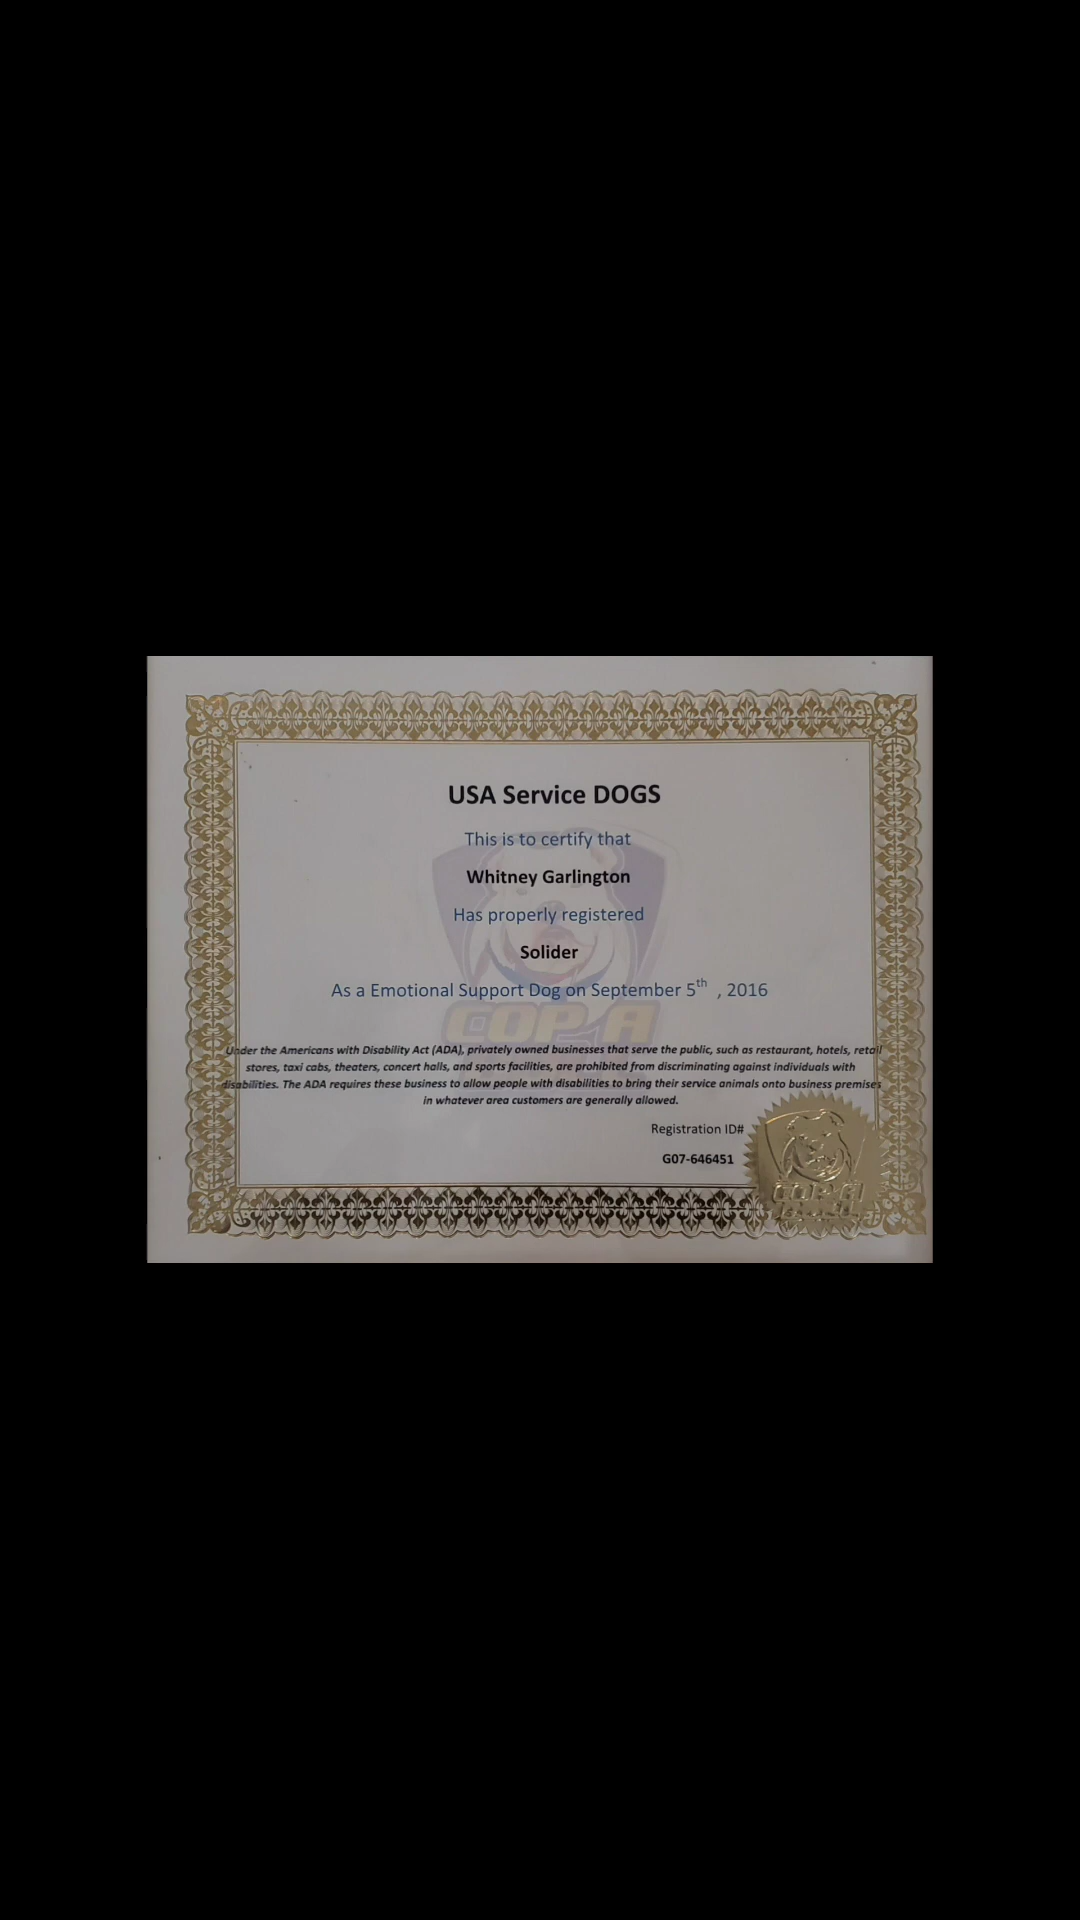 USA Service DOGS
This is to certify that
Whitney Garlington
Has properly registered
Solider
As a Emotional Support Dog on September 5th , 2016
COP A
Under the Americans with Disability Act (ADA), privately owned businesses that serve the public, such as restaurant, hotels, retail
stores, taxi cabs, theaters, concert halls, and sports facilities, are prohibited from discriminating against individuals with
disabilities. The ADA requires these business to allow people with disabilities to bring their service animals onto business premises
in whatever area customers are generally allowed.
Registration ID#
G07-646451
COP A